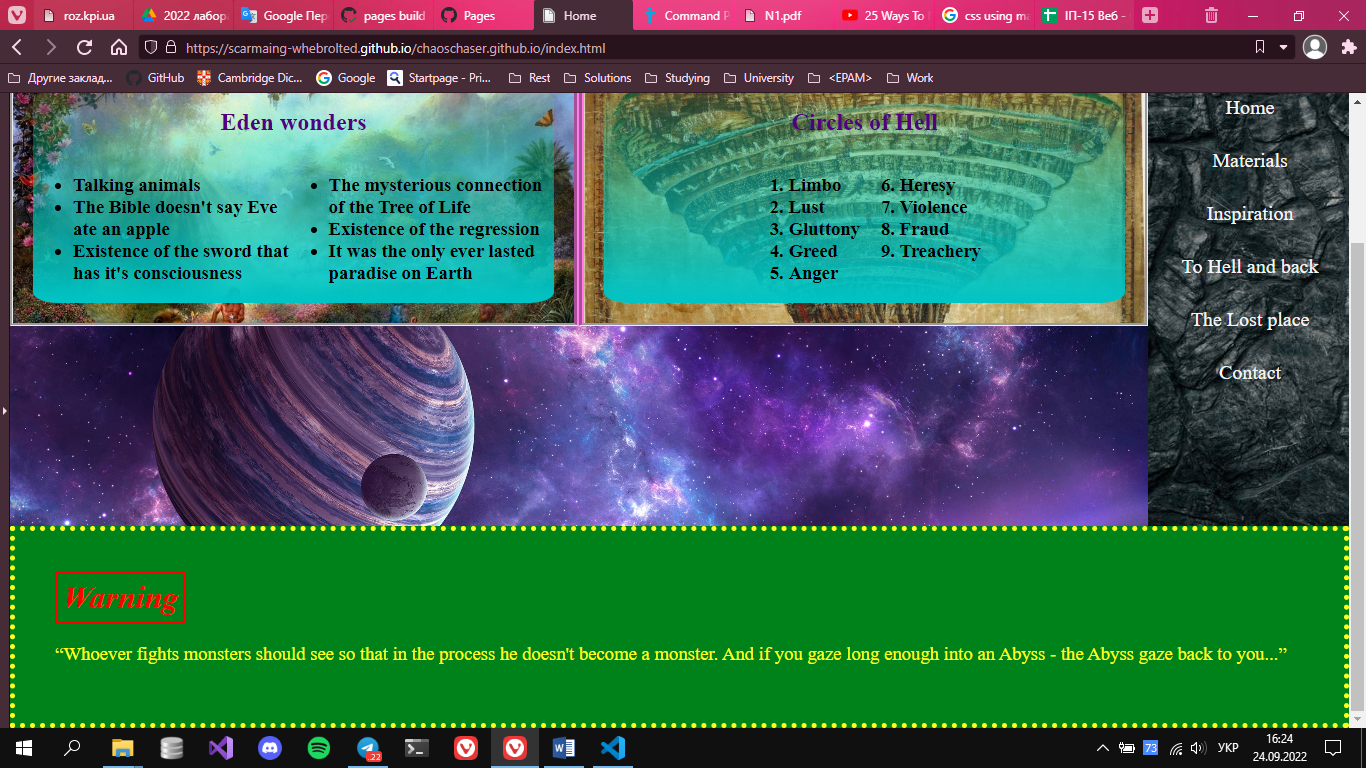 roz.kpi.ua
2022 лабор
Google Пер
pages build
Pages
Home
Command P
N1.pdf
25 Ways To
css using ma
ІП-15 Веб -
https://scarmaing-whebrolted.github.io/chaoschaser.github.io/index.html
Другие заклад...
GitHub
Cambridge Dic...
Google
Startpage - Pri...
Rest
Solutions
Studying
University
<EPAM>
Work
Eden wonders
Talking animals
The Bible doesn't say Eve
ate an apple
Existence of the sword that
has it's consciousness
The mysterious connection
of the Tree of Life
Existence of the regression
It was the only ever lasted
paradise on Earth
Circles of Hell
1. Limbo
2. Lust
3. Gluttony
4. Greed
5. Anger
6. Heresy
7. Violence
8. Fraud
9. Treachery
Home
Materials
Inspiration
To Hell and back
The Lost place
Contact
Warning
“Whoever fights monsters should see so that in the process he doesn't become a monster. And if you gaze long enough into an Abyss - the Abyss gaze back to you...”
22
73
УКР
16:24
24.09.2022